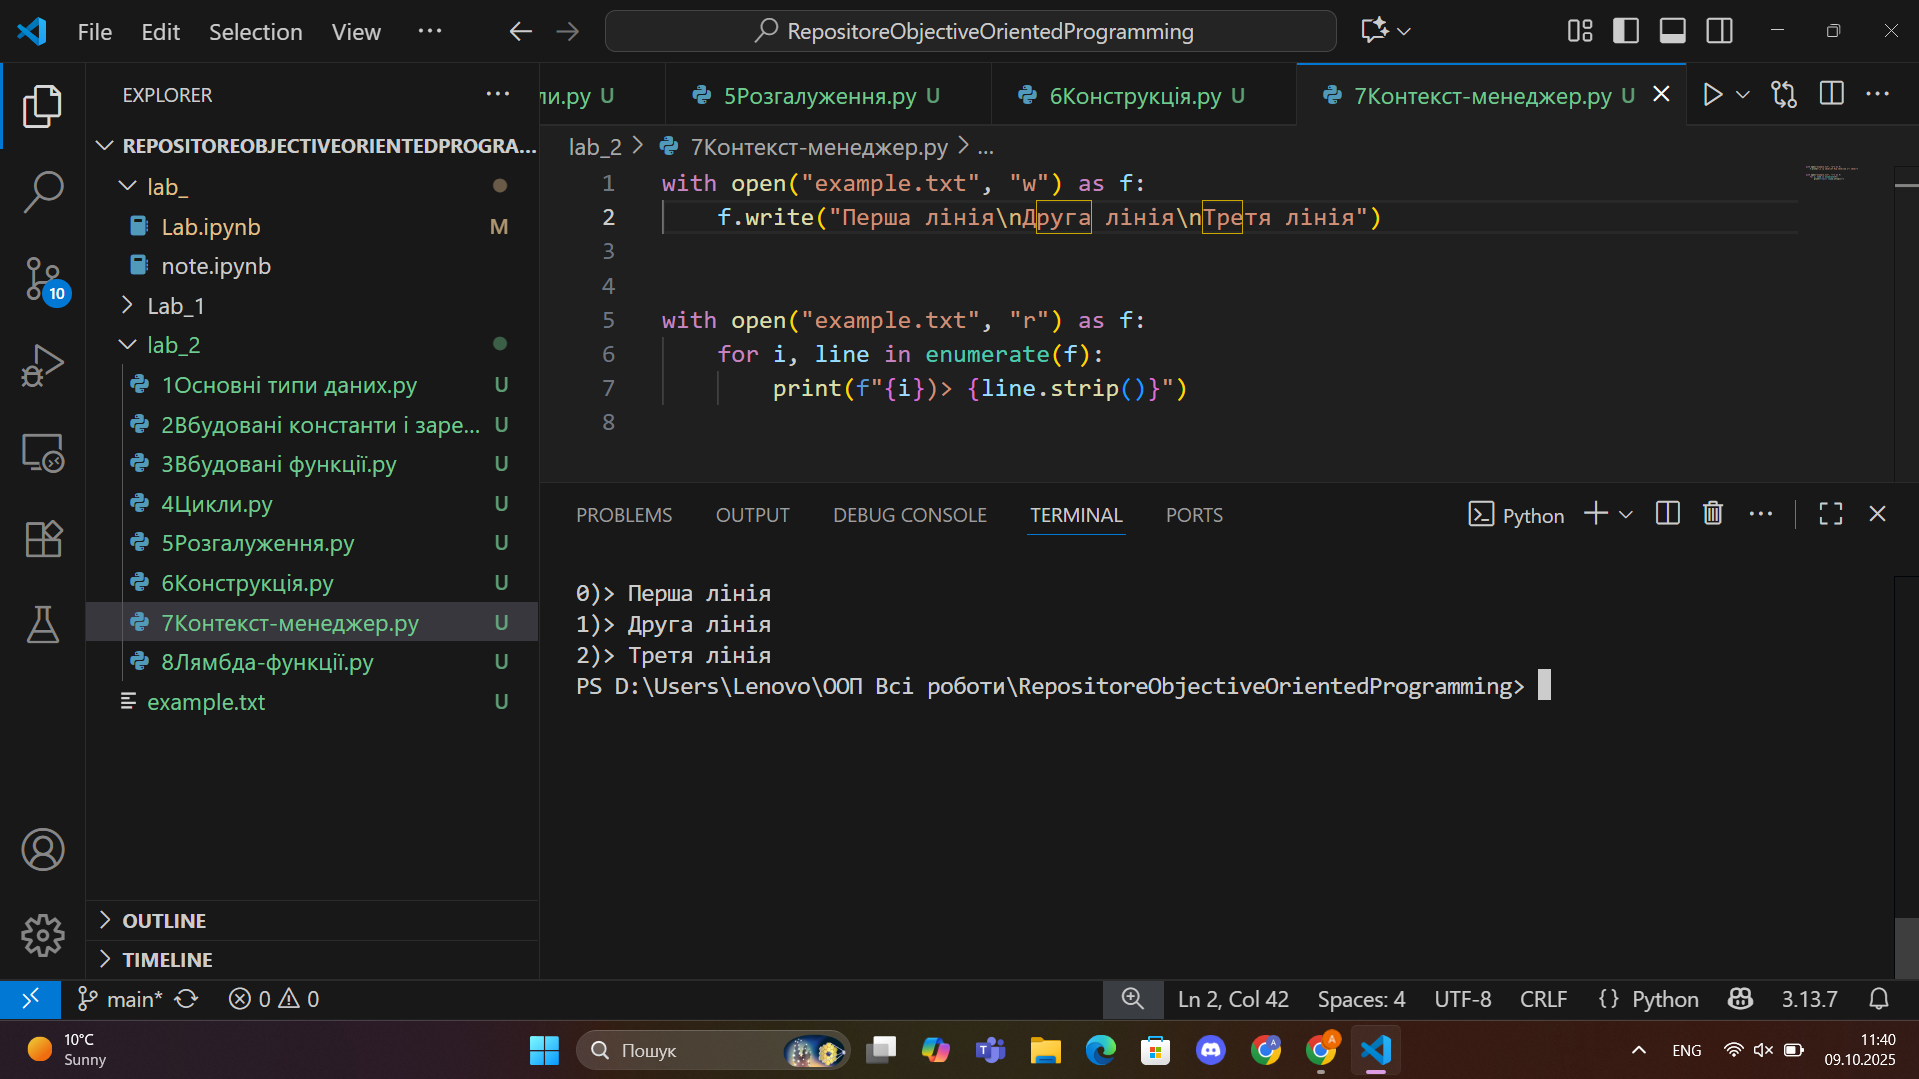 File Edit Selection View ··· RepositoreObjectiveOrientedProgramming
EXPLORER ···
ли.py U 5Розгалуження.py U 6Конструкція.py U 7Контекст-менеджер.py U
REPOSITOREOBJECTIVEORIENTEDPROGRA...
lab_
Lab.ipynb M
note.ipynb
Lab_1
lab_2
1Основні типи даних.py U
2Вбудовані константи і заре... U
3Вбудовані функції.py U
4Цикли.py U
5Розгалуження.py U
6Конструкція.py U
7Контекст-менеджер.py U
8Лямбда-функції.py U
example.txt U
OUTLINE
TIMELINE
10
lab_2 > 7Контекст-менеджер.py > ...
1 with open("example.txt", "w") as f:
2 f.write("Перша лінія\nДруга лінія\nТретя лінія")
3
4
5 with open("example.txt", "r") as f:
6 for i, line in enumerate(f):
7 print(f"{i})> {line.strip()}")
8
PROBLEMS OUTPUT DEBUG CONSOLE TERMINAL PORTS Python
0)> Перша лінія
1)> Друга лінія
2)> Третя лінія
PS D:\Users\Lenovo\ООП Всі роботи\RepositoreObjectiveOrientedProgramming>
main* 0 0 Ln 2, Col 42 Spaces: 4 UTF-8 CRLF {} Python 3.13.7
10°C
Sunny
Пошук
ENG
11:40
09.10.2025